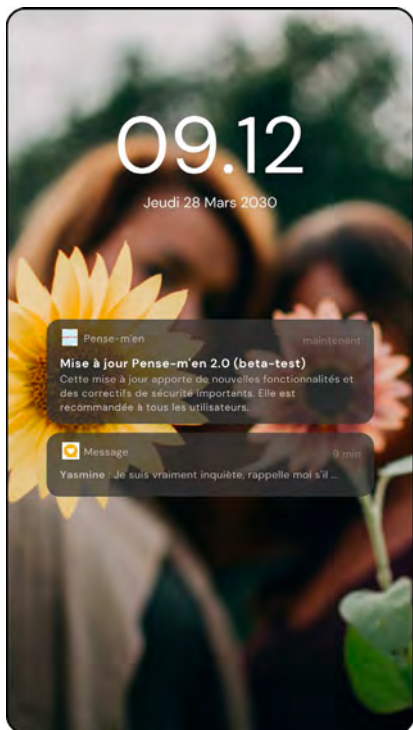 09.12
Jeudi 28 Mars 2030
Pense-m'en maintenant
Mise à jour Pense-m'en 2.0 (beta-test)
Cette mise à jour apporte de nouvelles fonctionnalités et
des correctifs de sécurité importants. Elle est
recommandée à tous les utilisateurs.
Message 9 min
Yasmine : Je suis vraiment inquiète, rappelle moi s'il ...